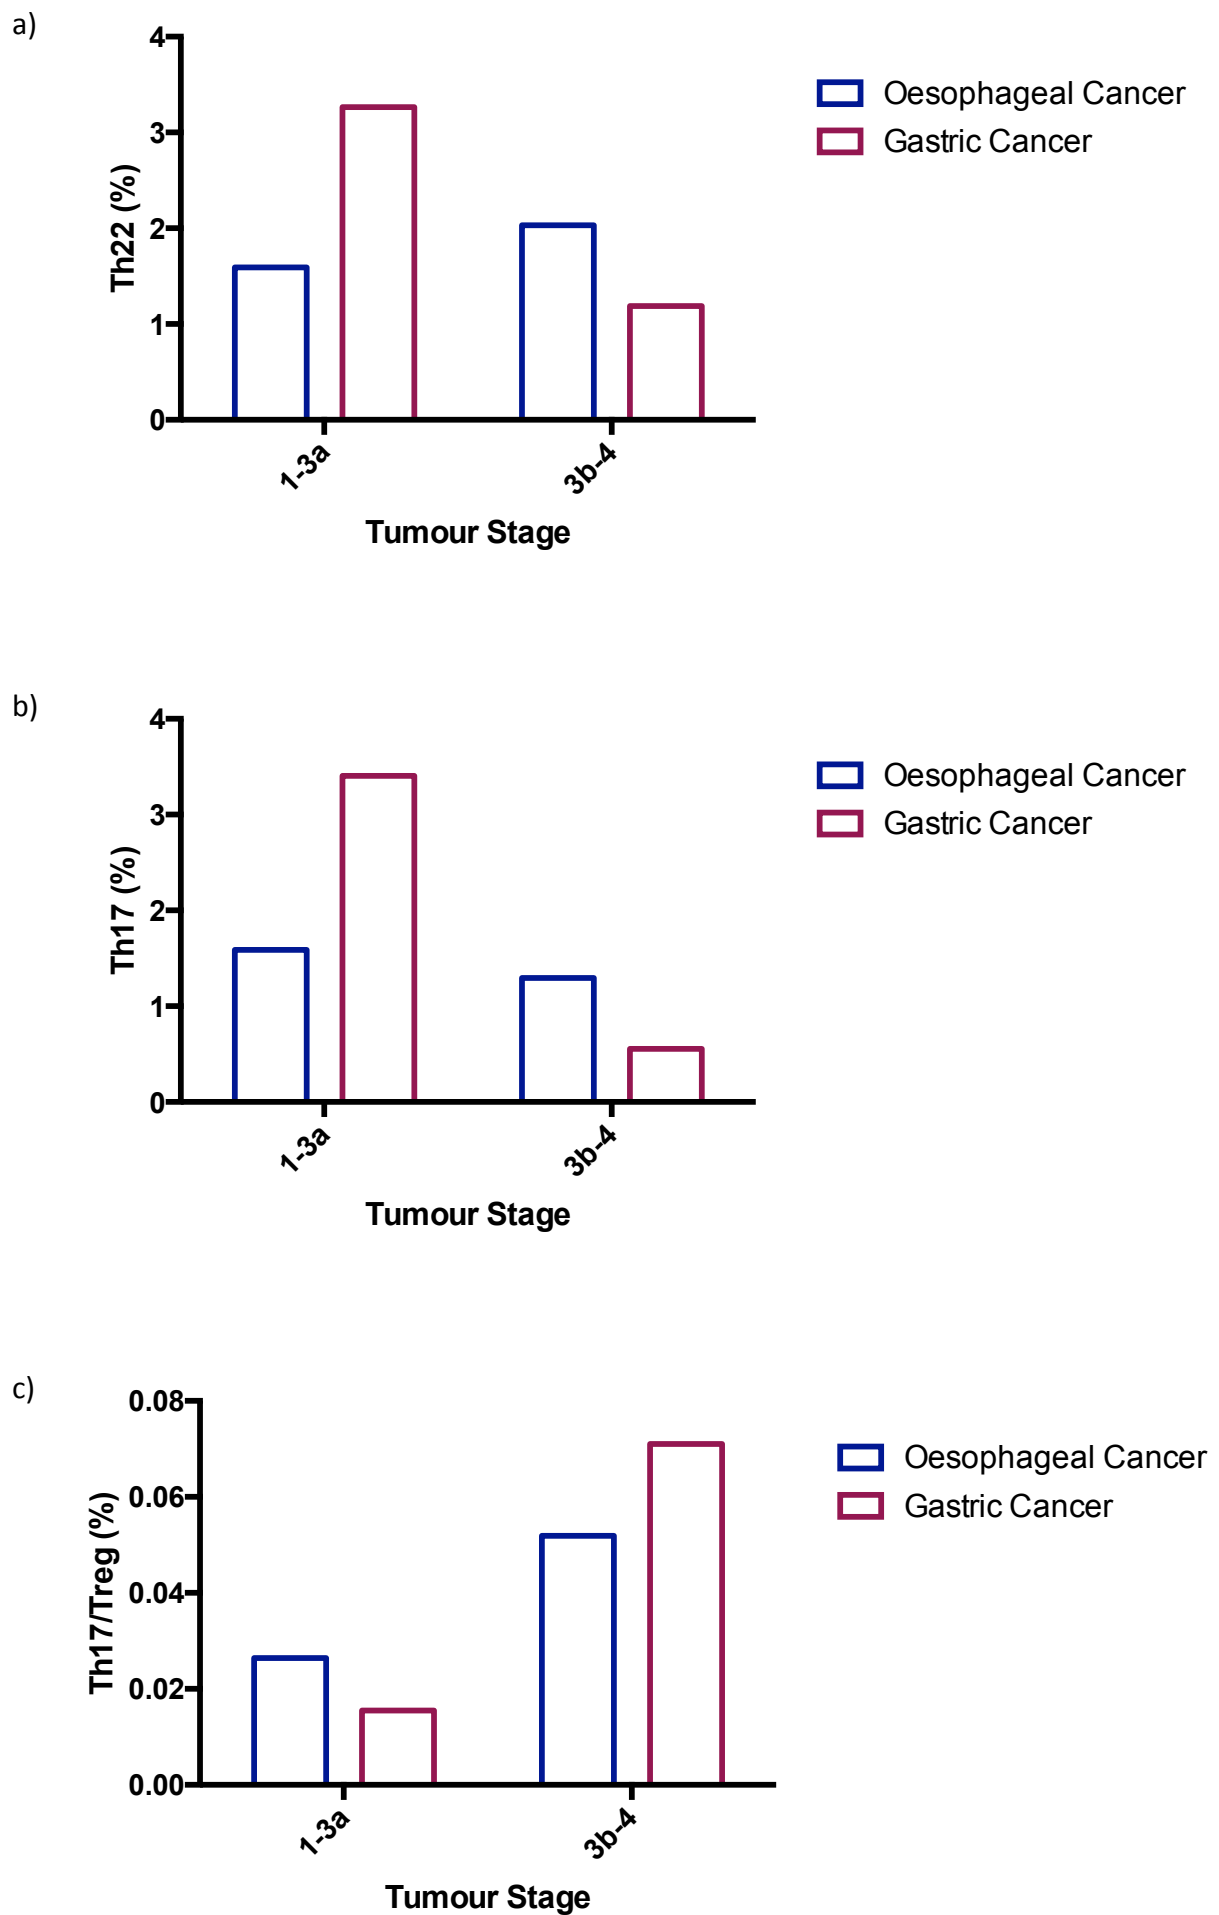 a)
4
3
2
1
0
Th22 (%)
1-3a
3b-4
Tumour Stage
Oesophageal Cancer
Gastric Cancer
b)
4
3
2
1
0
Th17 (%)
1-3a
3b-4
Tumour Stage
Oesophageal Cancer
Gastric Cancer
c)
0.08
0.06
0.04
0.02
0.00
Th17/Treg (%)
1-3a
3b-4
Tumour Stage
Oesophageal Cancer
Gastric Cancer